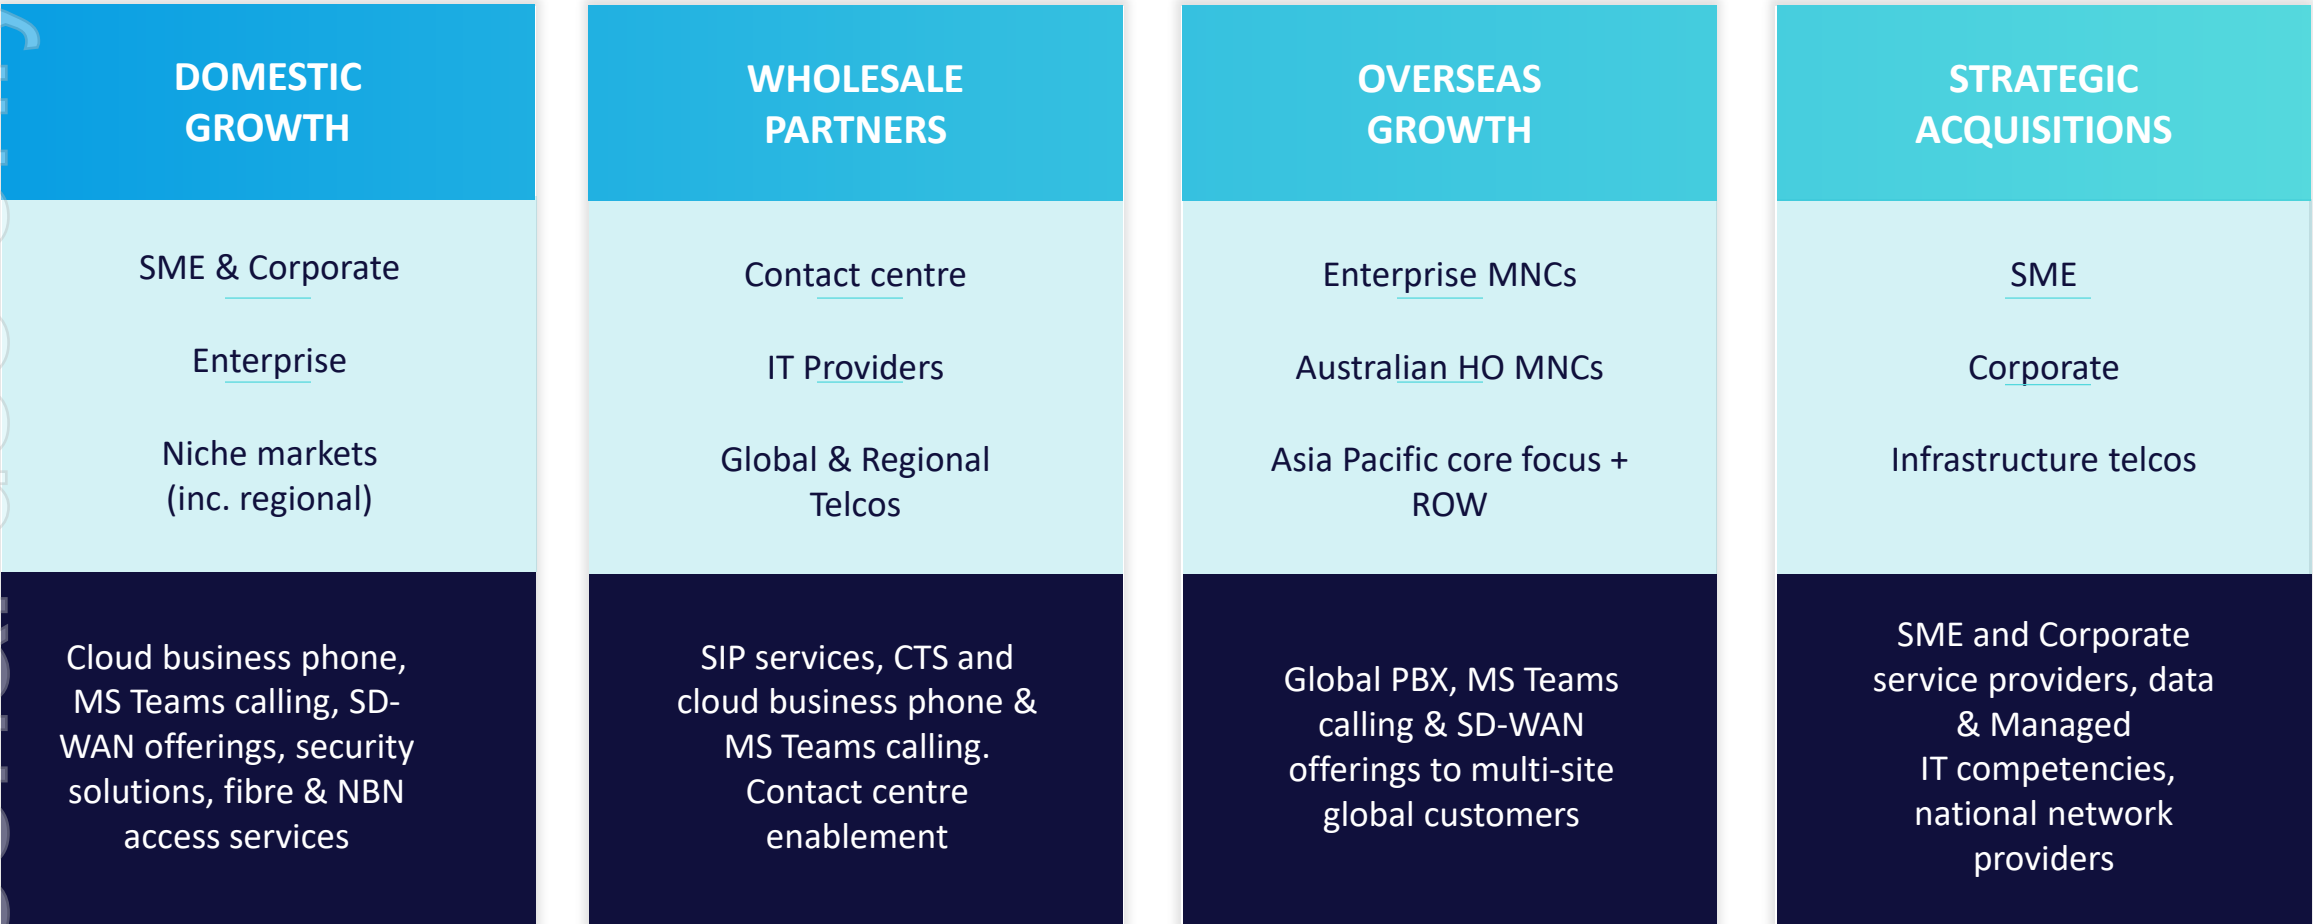 DOMESTIC
GROWTH
SME & Corporate
Enterprise
Niche markets
(inc. regional)
Cloud business phone,
MS Teams calling, SD-
WAN offerings, security
solutions, fibre & NBN
access services
WHOLESALE
PARTNERS
Contact centre
IT Providers
Global & Regional
Telcos
SIP services, CTS and
cloud business phone &
MS Teams calling.
Contact centre
enablement
OVERSEAS
GROWTH
Enterprise MNCs
Australian HO MNCs
Asia Pacific core focus +
ROW
Global PBX, MS Teams
calling & SD-WAN
offerings to multi-site
global customers
STRATEGIC
ACQUISITIONS
SME
Corporate
Infrastructure telcos
SME and Corporate
service providers, data
& Managed
IT competencies,
national network
providers